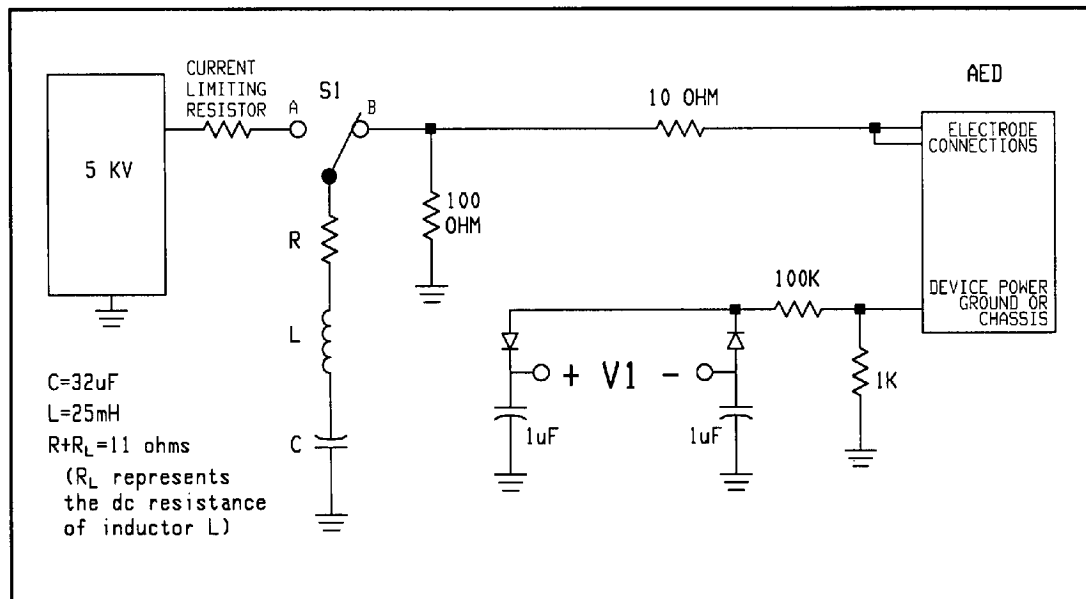 CURRENT
LIMITING
RESISTOR
S1
A
B
5 KV
10 OHM
AED
ELECTRODE
CONNECTIONS
100
OHM
R
100K
DEVICE POWER
GROUND OR
CHASSIS
L
+ V1 -
1K
C=32uF
L=25mH
R+RL=11 ohms
(RL represents
the dc resistance
of inductor L)
C
1uF
1uF